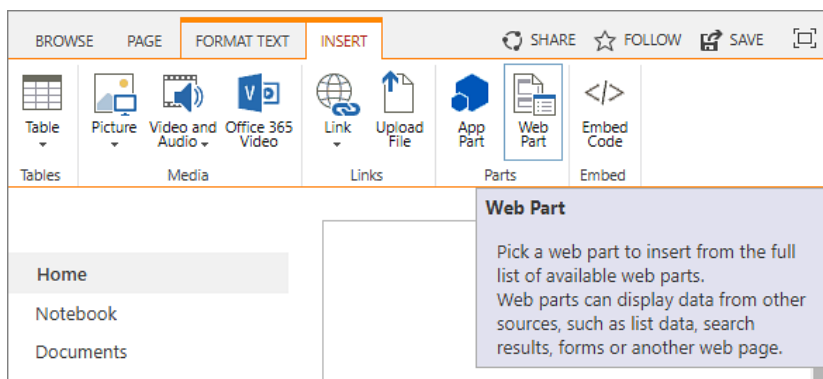 BROWSE PAGE FORMAT TEXT INSERT SHARE FOLLOW SAVE
Table Picture Video and Audio Office 365 Video Link Upload File App Part Web Part Embed Code
Tables Media Links Parts Embed
Web Part
Pick a web part to insert from the full
list of available web parts.
Web parts can display data from other
sources, such as list data, search
results, forms or another web page.
Home
Notebook
Documents